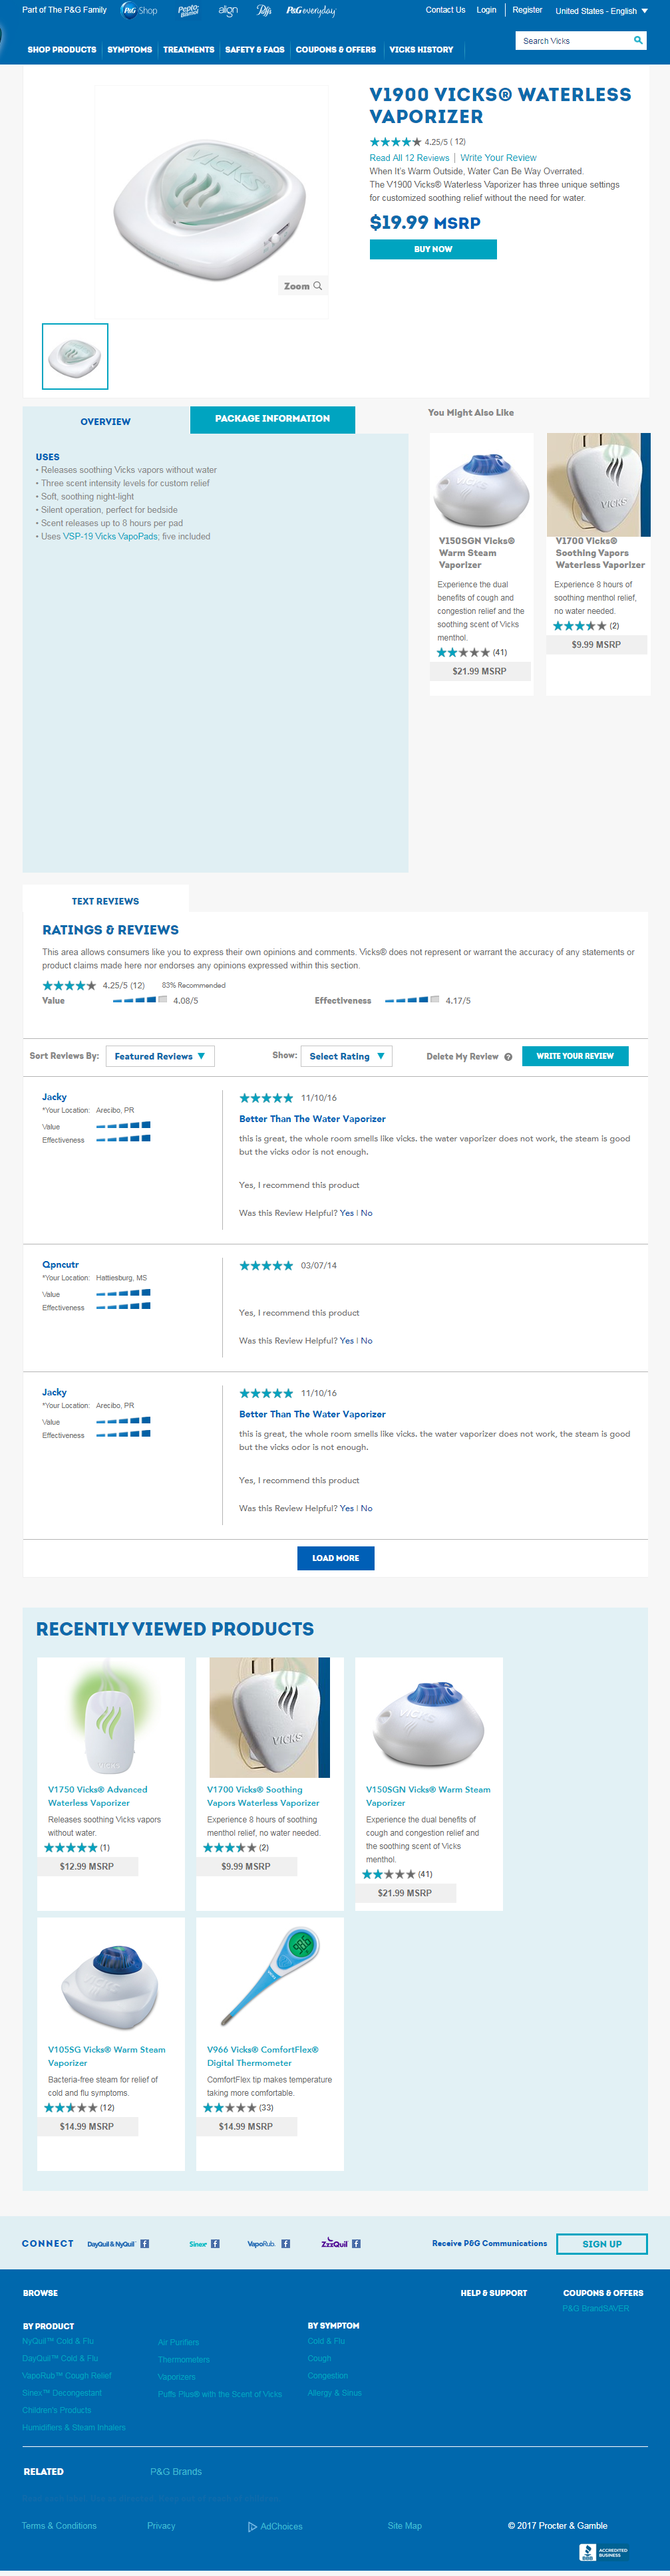 Part of The P&G Family P&G Shop Pepto Bismol align Puffs P&G everyday Contact Us Login Register United States - English
SHOP PRODUCTS SYMPTOMS TREATMENTS SAFETY & FAQS COUPONS & OFFERS VICKS HISTORY
Search Vicks
V1900 VICKS® WATERLESS
VAPORIZER
4.25/5 ( 12)
Read All 12 Reviews | Write Your Review
When It's Warm Outside, Water Can Be Way Overrated.
The V1900 Vicks® Waterless Vaporizer has three unique settings
for customized soothing relief without the need for water.
$19.99 MSRP
BUY NOW
VICKS
Zoom
OVERVIEW
PACKAGE INFORMATION
USES
• Releases soothing Vicks vapors without water
• Three scent intensity levels for custom relief
• Soft, soothing night-light
• Silent operation, perfect for bedside
• Scent releases up to 8 hours per pad
• Uses VSP-19 Vicks VapoPads; five included
You Might Also Like
V150SGN Vicks®
Warm Steam
Vaporizer
Experience the dual
benefits of cough and
congestion relief and the
soothing scent of Vicks
menthol.
(41)
$21.99 MSRP
VICKS
V1700 Vicks®
Soothing Vapors
Waterless Vaporizer
Experience 8 hours of
soothing menthol relief,
no water needed.
(2)
$9.99 MSRP
TEXT REVIEWS
RATINGS & REVIEWS
This area allows consumers like you to express their own opinions and comments. Vicks® does not represent or warrant the accuracy of any statements or
product claims made here nor endorses any opinions expressed within this section.
4.25/5 (12) 83% Recommended
Value 4.08/5 Effectiveness 4.17/5
Sort Reviews By: Featured Reviews Show: Select Rating Delete My Review ? WRITE YOUR REVIEW
Jacky
*Your Location: Arecibo, PR
Value
Effectiveness
11/10/16
Better Than The Water Vaporizer
this is great, the whole room smells like vicks. the water vaporizer does not work, the steam is good
but the vicks odor is not enough.
Yes, I recommend this product
Was this Review Helpful? Yes | No
Qpncutr
*Your Location: Hattiesburg, MS
Value
Effectiveness
03/07/14
Yes, I recommend this product
Was this Review Helpful? Yes | No
Jacky
*Your Location: Arecibo, PR
Value
Effectiveness
11/10/16
Better Than The Water Vaporizer
this is great, the whole room smells like vicks. the water vaporizer does not work, the steam is good
but the vicks odor is not enough.
Yes, I recommend this product
Was this Review Helpful? Yes | No
LOAD MORE
RECENTLY VIEWED PRODUCTS
VICKS
V1750 Vicks® Advanced
Waterless Vaporizer
Releases soothing Vicks vapors
without water.
(1)
$12.99 MSRP
VICKS
V1700 Vicks® Soothing
Vapors Waterless Vaporizer
Experience 8 hours of soothing
menthol relief, no water needed.
(2)
$9.99 MSRP
VICKS
V150SGN Vicks® Warm Steam
Vaporizer
Experience the dual benefits of
cough and congestion relief and
the soothing scent of Vicks
menthol.
(41)
$21.99 MSRP
V105SG Vicks® Warm Steam
Vaporizer
Bacteria-free steam for relief of
cold and flu symptoms.
(12)
$14.99 MSRP
98.6
V966 Vicks® ComfortFlex®
Digital Thermometer
ComfortFlex tip makes temperature
taking more comfortable.
(33)
$14.99 MSRP
CONNECT DayQuil & NyQuil Sinex VapoRub. ZzzQuil Receive P&G Communications SIGN UP
BROWSE
HELP & SUPPORT
COUPONS & OFFERS
P&G BrandSAVER
BY PRODUCT
NyQuil™ Cold & Flu
DayQuil™ Cold & Flu
VapoRub™ Cough Relief
Sinex™ Decongestant
Children's Products
Humidifiers & Steam Inhalers
Air Purifiers
Thermometers
Vaporizers
Puffs Plus® with the Scent of Vicks
BY SYMPTOM
Cold & Flu
Cough
Congestion
Allergy & Sinus
RELATED P&G Brands
Terms & Conditions Privacy AdChoices Site Map © 2017 Procter & Gamble
BBB ACCREDITED
BUSINESS